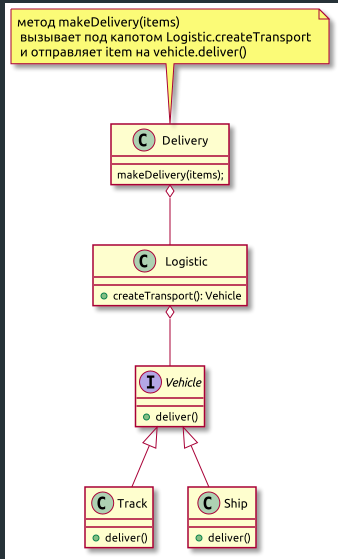 метод makeDelivery(items)
вызывает под капотом Logistic.createTransport
и отправляет item на vehicle.deliver()
C Delivery
makeDelivery(items);
C Logistic
createTransport(): Vehicle
I Vehicle
deliver()
C Track
deliver()
C Ship
deliver()